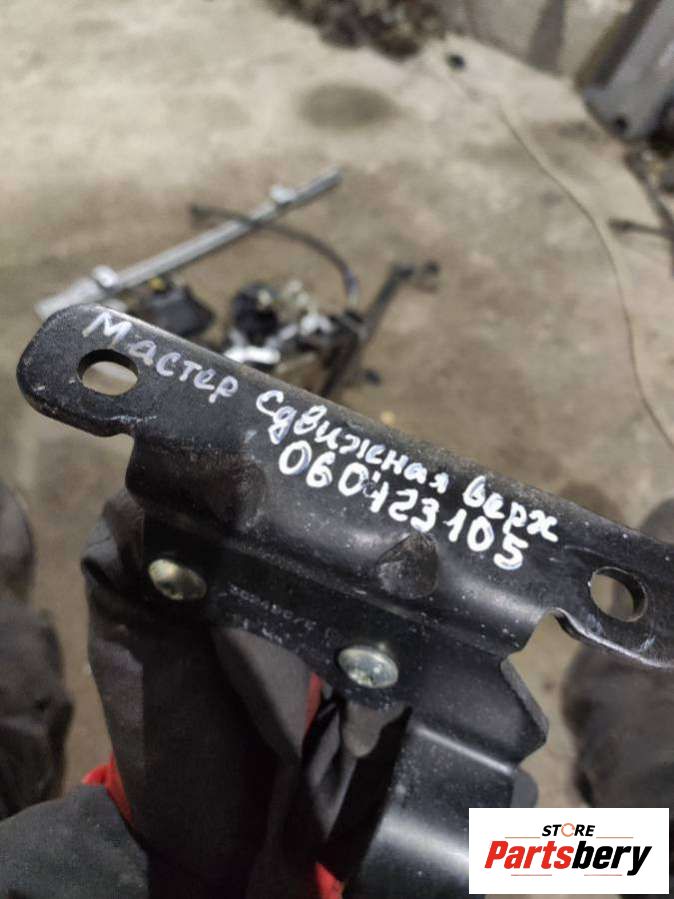 Мастер сдвижная верх
060423105
STORE
Partsbery